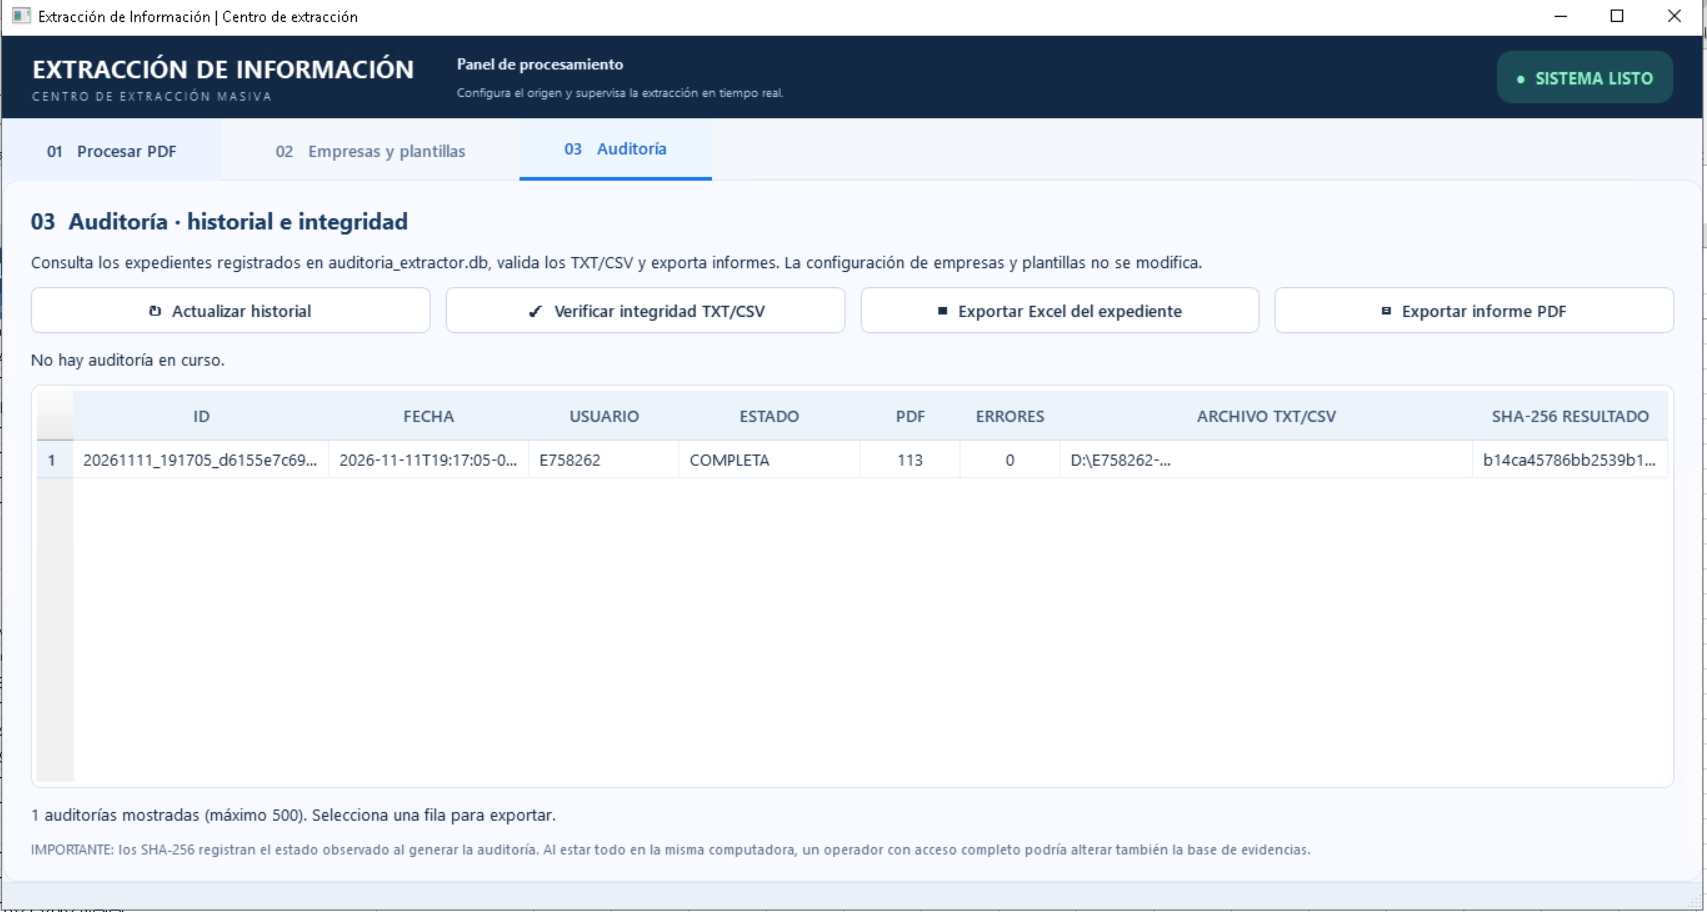 Extracción de Información | Centro de extracción
EXTRACCIÓN DE INFORMACIÓN
CENTRO DE EXTRACCIÓN MASIVA
Panel de procesamiento
Configura el origen y supervisa la extracción en tiempo real.
• SISTEMA LISTO
01 Procesar PDF
02 Empresas y plantillas
03 Auditoría
03 Auditoría · historial e integridad
Consulta los expedientes registrados en auditoria_extractor.db, valida los TXT/CSV y exporta informes. La configuración de empresas y plantillas no se modifica.
Actualizar historial
✓ Verificar integridad TXT/CSV
Exportar Excel del expediente
Exportar informe PDF
No hay auditoría en curso.
ID FECHA USUARIO ESTADO PDF ERRORES ARCHIVO TXT/CSV SHA-256 RESULTADO
1 20261111_191705_d6155e7c69... 2026-11-11T19:17:05-0... E758262 COMPLETA 113 0 D:\E758262-... b14ca45786bb2539b1...
1 auditorías mostradas (máximo 500). Selecciona una fila para exportar.
IMPORTANTE: los SHA-256 registran el estado observado al generar la auditoría. Al estar todo en la misma computadora, un operador con acceso completo podría alterar también la base de evidencias.